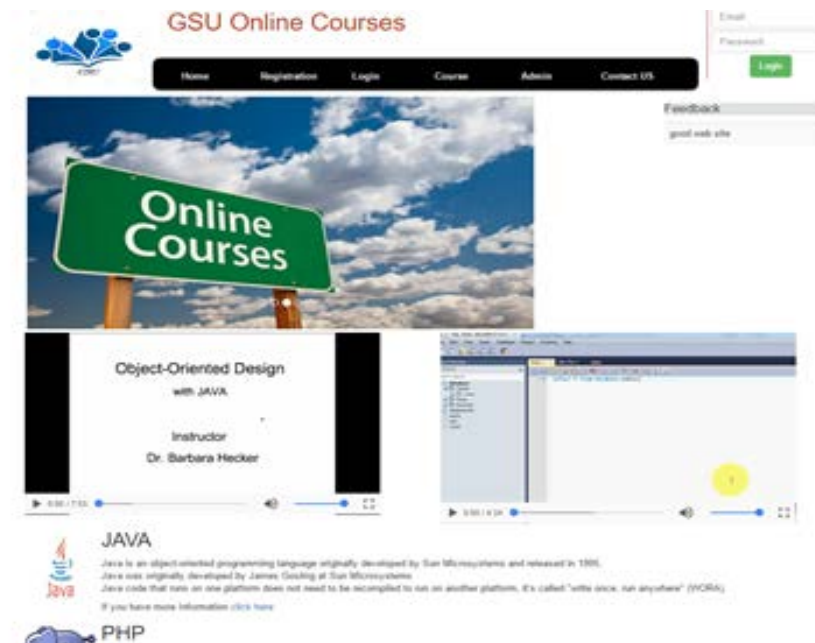 GSU Online Courses
Email
Password
Login
Home Registration Login Course Admin Contact US
Feedback
good web site
Online
Courses
Object-Oriented Design
with JAVA
Instructor
Dr. Barbara Hecker
JAVA
Java is an object-oriented programming language originally developed by Sun Microsystems and released in 1995.
Java was originally developed by James Gosling at Sun Microsystems
Java code that runs on one platform does not need to be recompiled to run on another platform, it's called "write once, run anywhere" (WORA)
If you have more information click here
Java
PHP